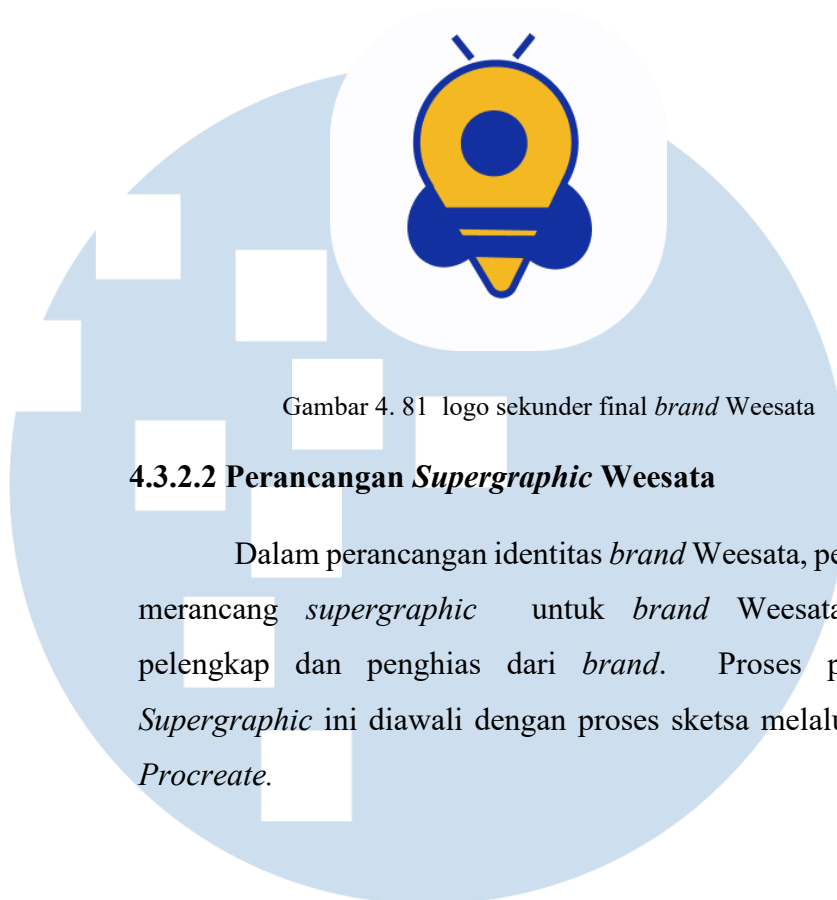 Gambar 4. 81 logo sekunder final brand Weesata
4.3.2.2 Perancangan Supergraphic Weesata
Dalam perancangan identitas brand Weesata, pe
merancang supergraphic untuk brand Weesata
pelengkap dan penghias dari brand. Proses p
Supergraphic ini diawali dengan proses sketsa melalu
Procreate.